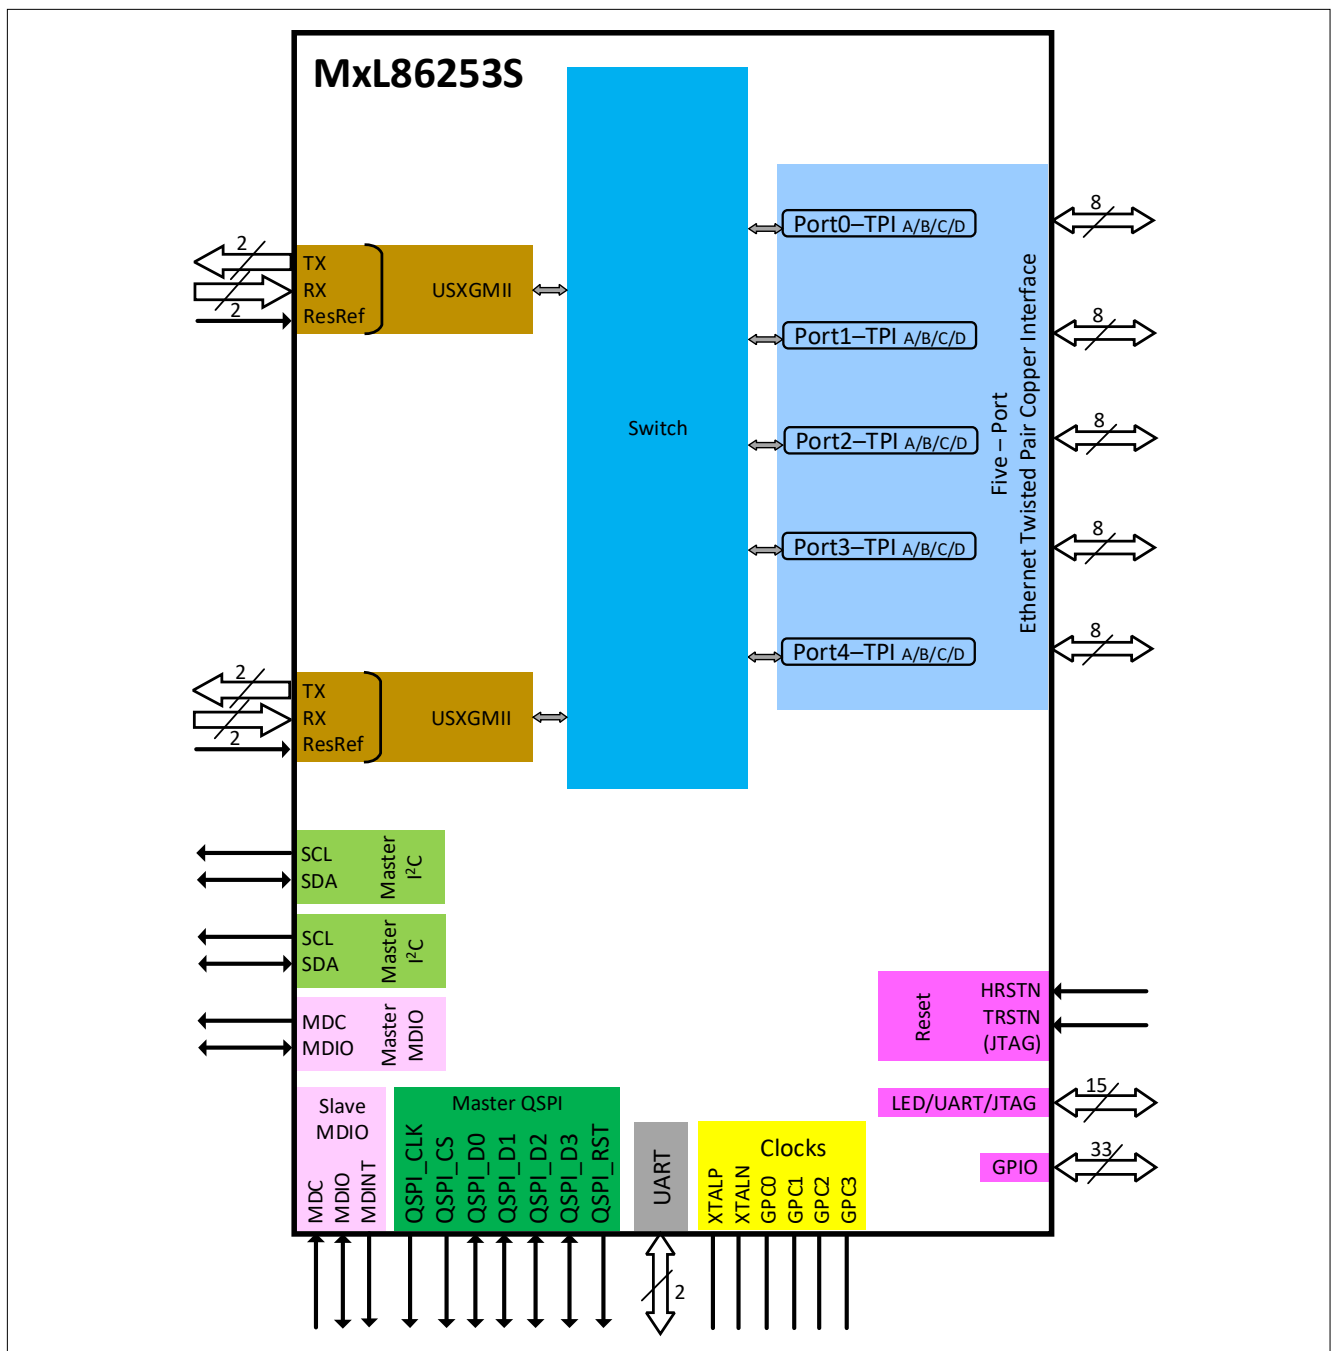 MxL86253S
2
TX
RX
2
ResRef
USXGMII
2
TX
RX
2
ResRef
USXGMII
Switch
Port0–TPI A/B/C/D
Port1–TPI A/B/C/D
Port2–TPI A/B/C/D
Port3–TPI A/B/C/D
Port4–TPI A/B/C/D
Five – Port
Ethernet Twisted Pair Copper Interface
8
8
8
8
8
SCL
SDA
Master
I²C
SCL
SDA
Master
I²C
MDC
MDIO
Master
MDIO
Reset
HRSTN
TRSTN
(JTAG)
LED/UART/JTAG
15
GPIO
33
Slave
MDIO
MDC
MDIO
MDINT
Master QSPI
QSPI_CLK
QSPI_CS
QSPI_D0
QSPI_D1
QSPI_D2
QSPI_D3
QSPI_RST
UART
2
Clocks
XTALP
XTALN
GPC0
GPC1
GPC2
GPC3